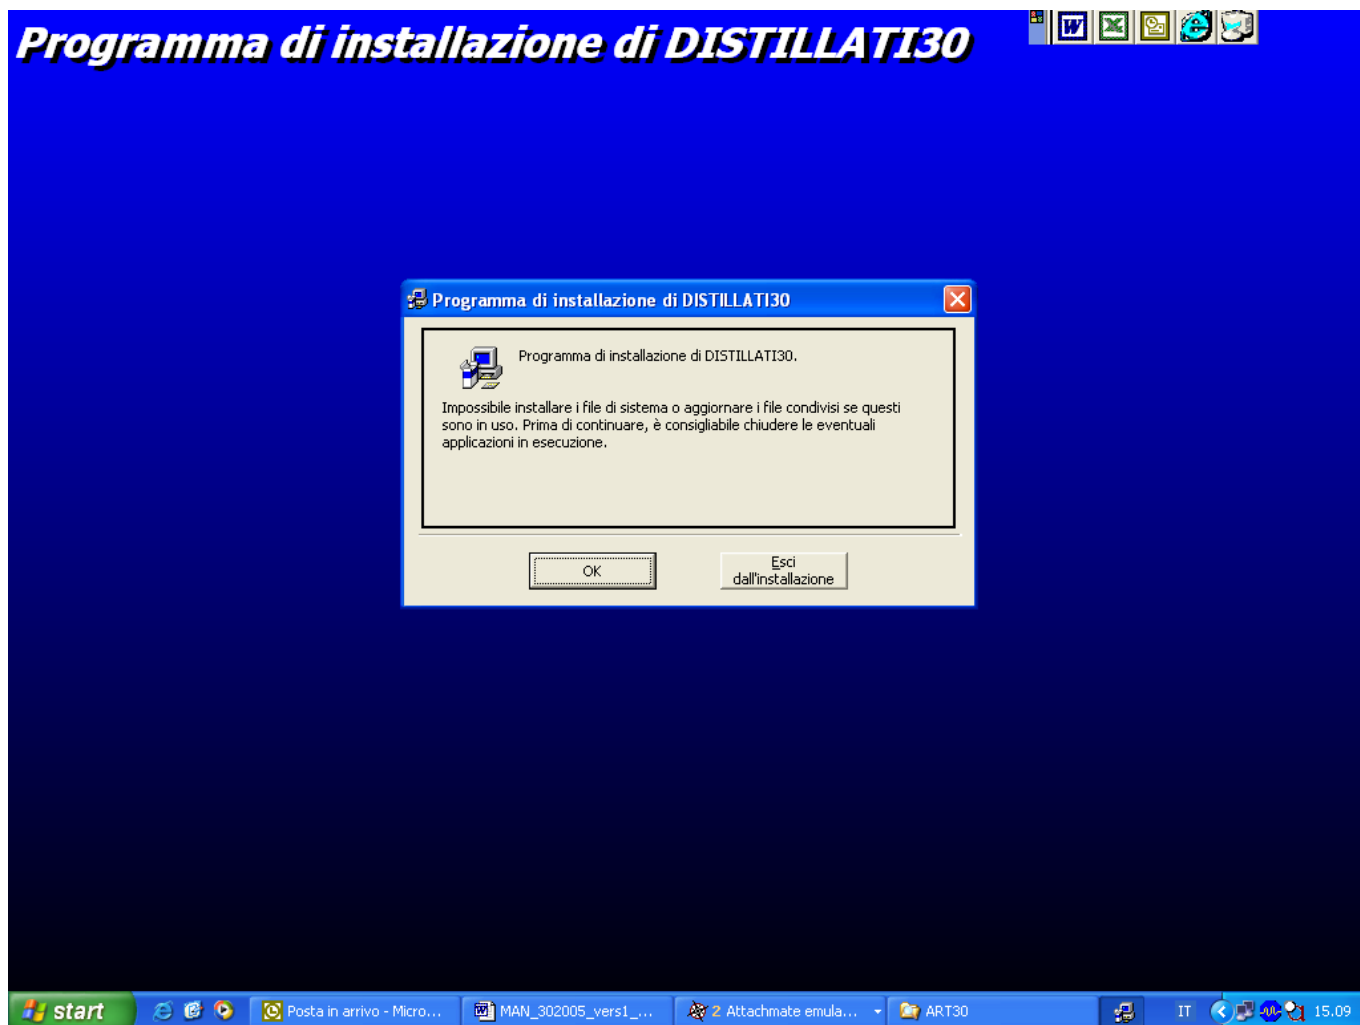 Programma di installazione di DISTILLATI30
Programma di installazione di DISTILLATI30
Programma di installazione di DISTILLATI30.
Impossibile installare i file di sistema o aggiornare i file condivisi se questi
sono in uso. Prima di continuare, è consigliabile chiudere le eventuali
applicazioni in esecuzione.
OK
Esci
dall'installazione
start
Posta in arrivo - Micro...
MAN_302005_vers1_...
2 Attachmate emula...
ART30
IT
15.09